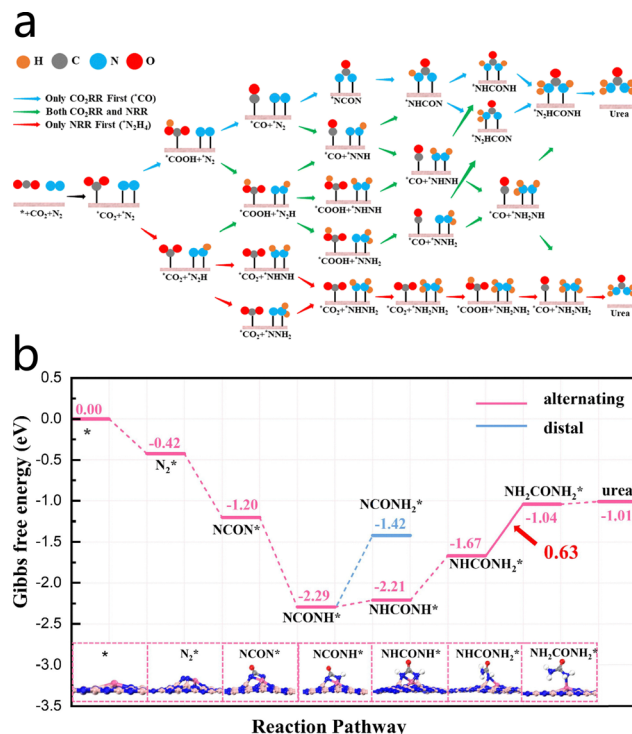 a
H C N O
Only CO2RR First (*CO)
Both CO2RR and NRR
Only NRR First (*N2H4)
*+CO2+N2
*CO2+*N2
*COOH+*N2
*CO2+*N2H
*CO+*N2
*COOH+*N2H
*CO2+*NHNH
*CO2+*NNH2
*NCON
*CO+*NNH
*COOH+*NHNH
*COOH+*NNH2
*CO2+*NHNH2
*NHCON
*CO+*NHNH
*CO+*NNH2
*CO2+*NH2NH2
*NHCONH
*N2HCON
*COOH+*NH2NH2
*N2HCONH
*CO+*NH2NH
*CO+*NH2NH2
Urea
Urea
b
Gibbs free energy (eV)
0.5
0.0
-0.5
-1.0
-1.5
-2.0
-2.5
-3.0
-3.5
alternating
distal
0.00
*
-0.42
N2*
-1.20
NCON*
-2.29
NCONH*
NCONH2*
-1.42
-2.21
NHCONH*
-1.67
NHCONH2*
NH2CONH2*
-1.04
urea
-1.01
0.63
* N2* NCON* NCONH* NHCONH* NHCONH2* NH2CONH2*
Reaction Pathway